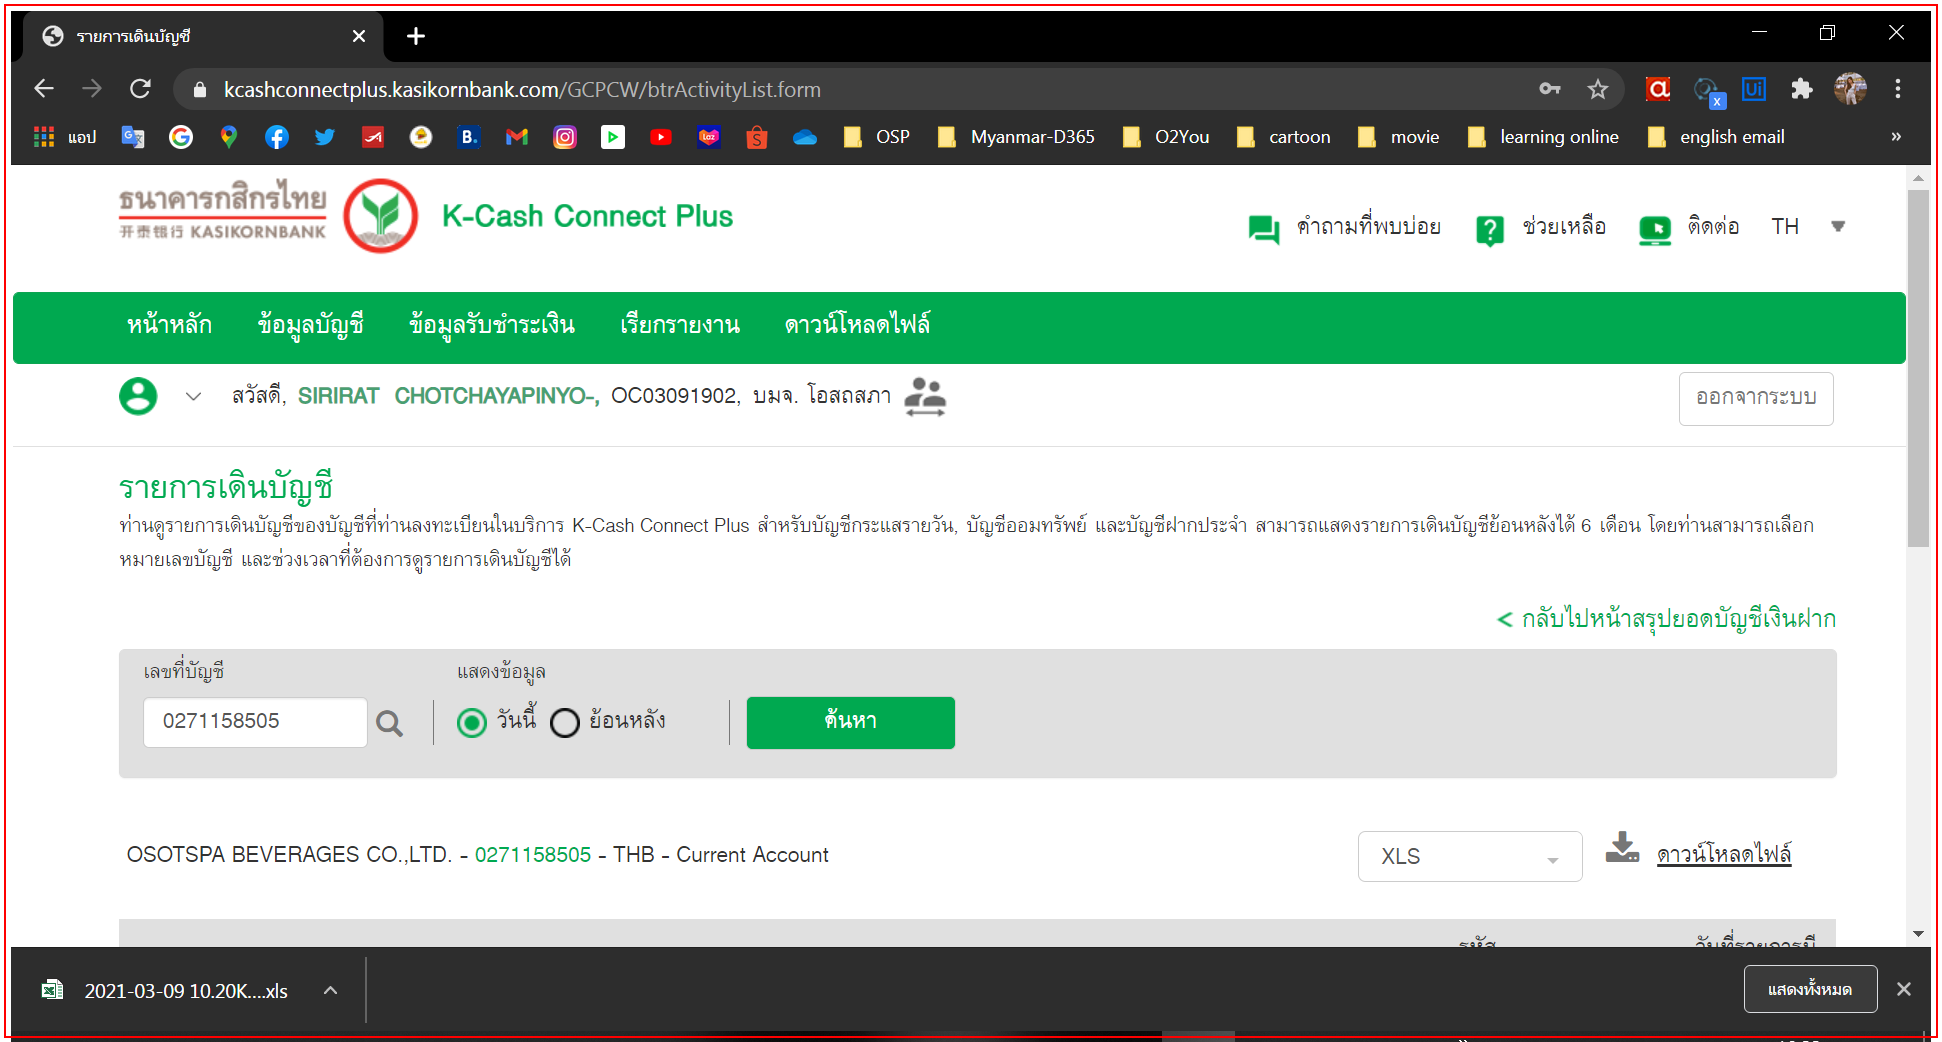 รายการเดินบัญชี
kcashconnectplus.kasikornbank.com/GCPCW/btrActivityList.form
แอป OSP Myanmar-D365 O2You cartoon movie learning online english email »
ธนาคารกสิกรไทย
开泰银行 KASIKORNBANK
K-Cash Connect Plus
คำถามที่พบบ่อย ช่วยเหลือ ติดต่อ TH
หน้าหลัก ข้อมูลบัญชี ข้อมูลรับชำระเงิน เรียกรายงาน ดาวน์โหลดไฟล์
สวัสดี, SIRIRAT CHOTCHAYAPINYO-, OC03091902, บมจ. โอสถสภา
ออกจากระบบ
รายการเดินบัญชี
ท่านดูรายการเดินบัญชีของบัญชีที่ท่านลงทะเบียนในบริการ K-Cash Connect Plus สำหรับบัญชีกระแสรายวัน, บัญชีออมทรัพย์ และบัญชีฝากประจำ สามารถแสดงรายการเดินบัญชีย้อนหลังได้ 6 เดือน โดยท่านสามารถเลือก
หมายเลขบัญชี และช่วงเวลาที่ต้องการดูรายการเดินบัญชีได้
< กลับไปหน้าสรุปยอดบัญชีเงินฝาก
เลขที่บัญชี แสดงข้อมูล
0271158505 วันนี้ ย้อนหลัง ค้นหา
OSOTSPA BEVERAGES CO.,LTD. - 0271158505 - THB - Current Account
XLS ดาวน์โหลดไฟล์
รหัส วันที่รายการมี
2021-03-09 10.20K....xls
แสดงทั้งหมด